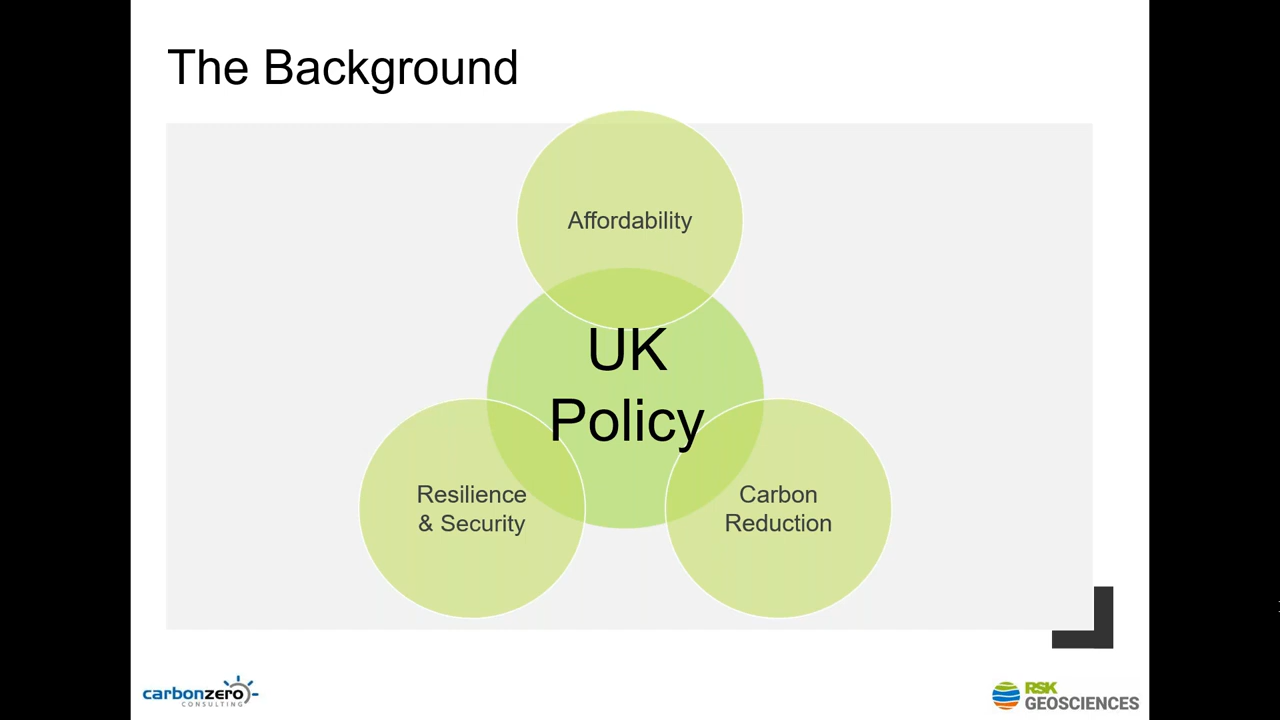 The Background
Affordability
UK
Policy
Resilience
& Security
Carbon
Reduction
carbonzero
CONSULTING
RSK
GEOSCIENCES